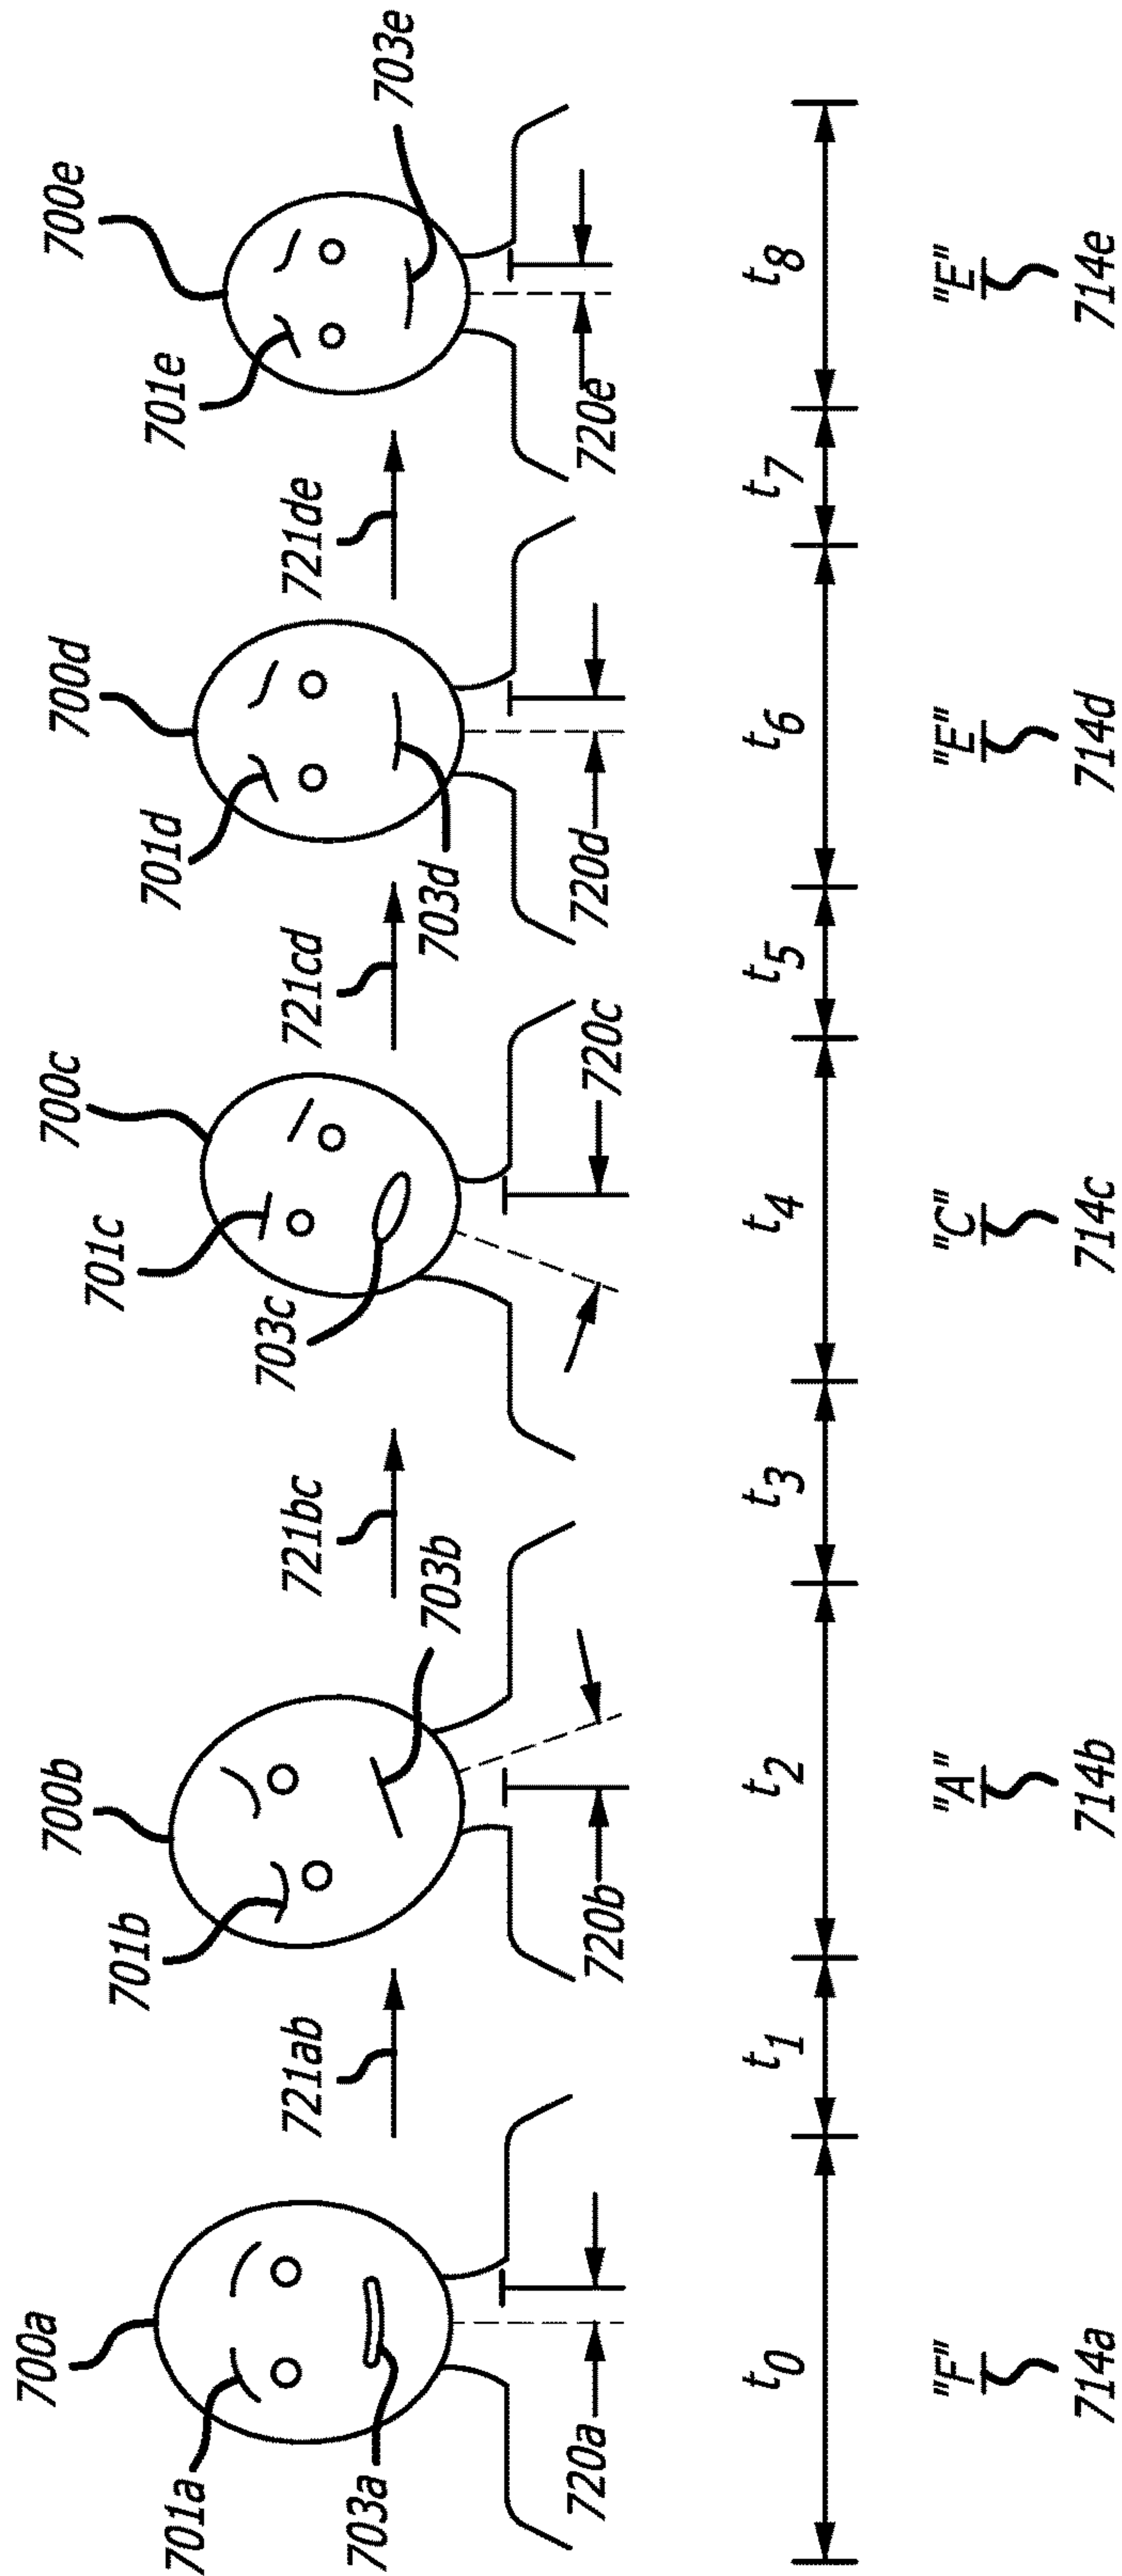 700a
701a
703a
720a
721ab
700b
701b
703b
720b
721bc
700c
701c
703c
720c
721cd
700d
701d
703d
720d
721de
700e
701e
703e
720e
t0 t1 t2 t3 t4 t5 t6 t7 t8
"F" "A" "C" "E" "E"
714a 714b 714c 714d 714e